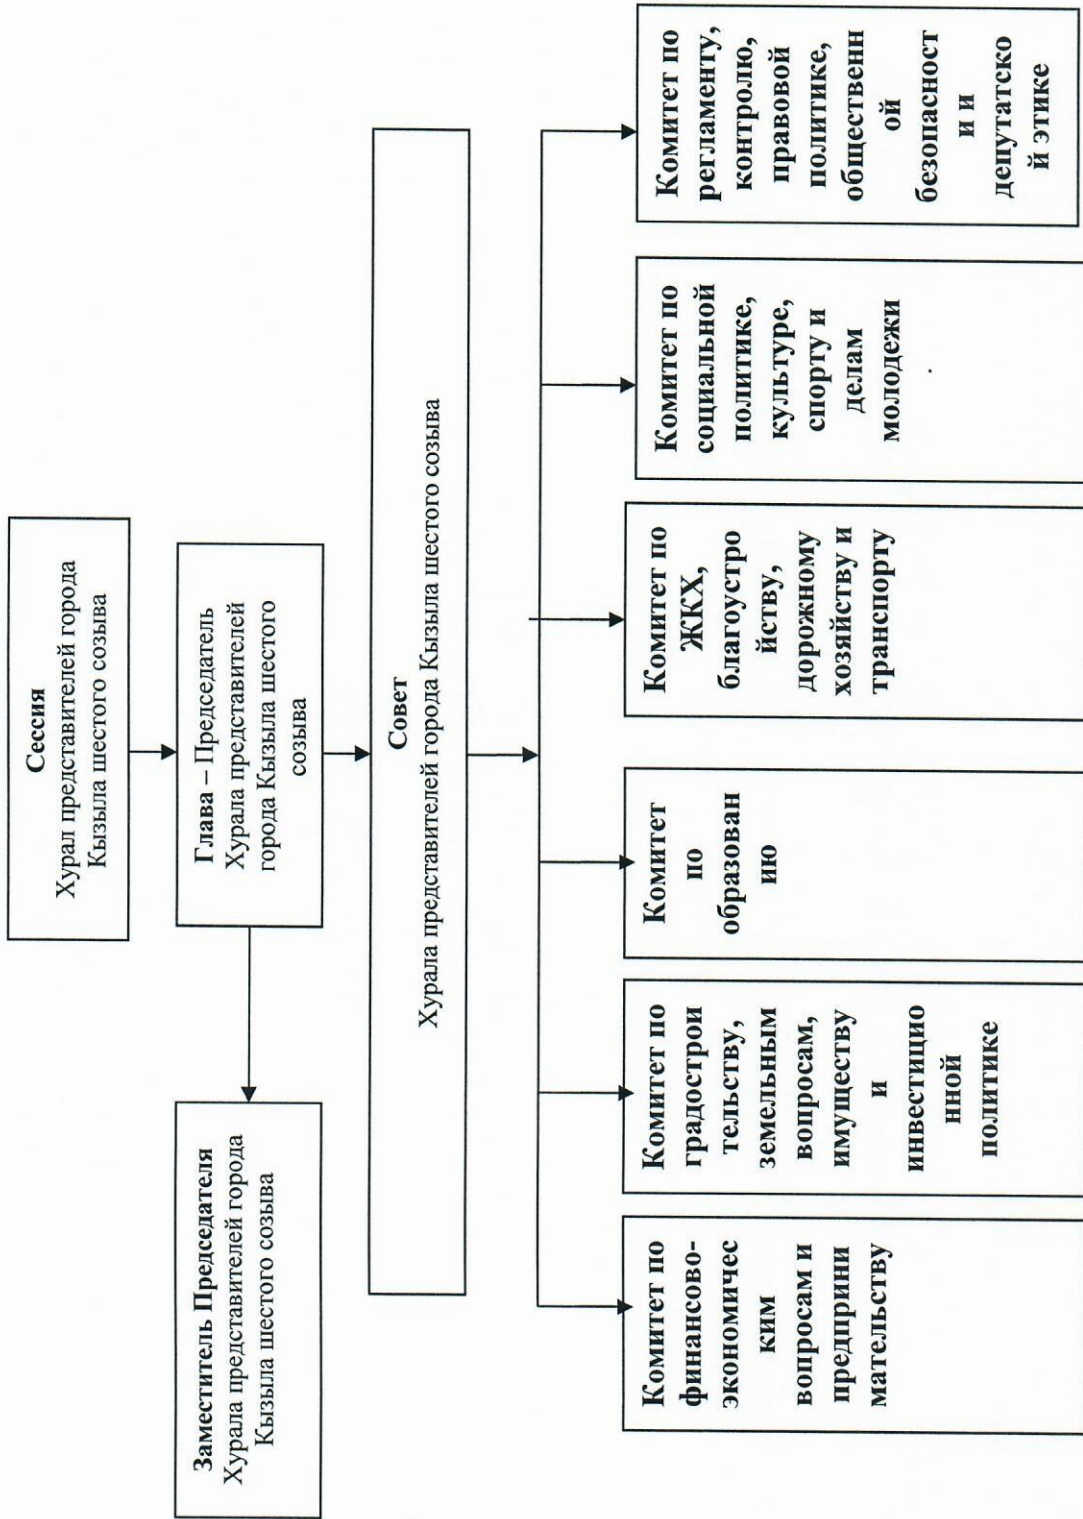 Сессия
Хурал представителей города
Кызыла шестого созыва
Глава – Председатель
Хурала представителей
города Кызыла шестого
созыва
Заместитель Председателя
Хурала представителей города
Кызыла шестого созыва
Совет
Хурала представителей города Кызыла шестого созыва
Комитет по
финансово-
экономичес
ким
вопросам и
предприни
мательству
Комитет по
градострои
тельству,
земельным
вопросам,
имуществу
и
инвестицио
нной
политике
Комитет
по
образован
ию
Комитет по
ЖКХ,
благоустро
йству,
дорожному
хозяйству и
транспорту
Комитет по
социальной
политике,
культуре,
спорту и
делам
молодежи
Комитет по
регламенту,
контролю,
правовой
политике,
общественн
ой
безопасност
и и
депутатско
й этике